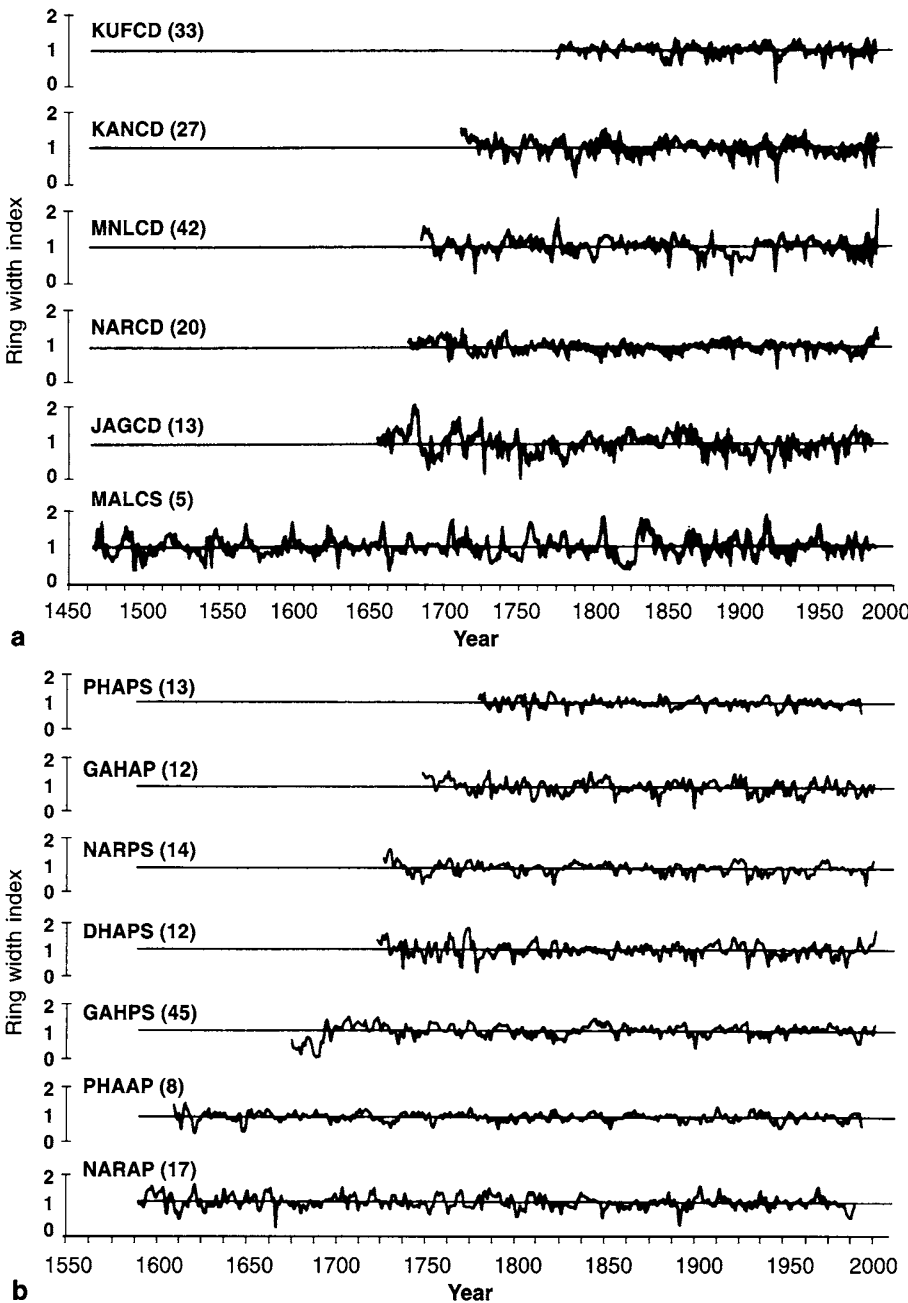 2
KUFCD (33)
1
0
2
KANCD (27)
1
0
2
MNLCD (42)
1
0
2
NARCD (20)
1
0
2
JAGCD (13)
1
0
MALCS (5)
2
1
0
Ring width index
1450 1500 1550 1600 1650 1700 1750 1800 1850 1900 1950 2000
Year
a
2
PHAPS (13)
1
0
2
GAHAP (12)
1
0
2
NARPS (14)
1
0
2
DHAPS (12)
1
0
2
GAHPS (45)
1
0
2
PHAAP (8)
1
0
2
NARAP (17)
1
0
Ring width index
1550 1600 1650 1700 1750 1800 1850 1900 1950 2000
Year
b